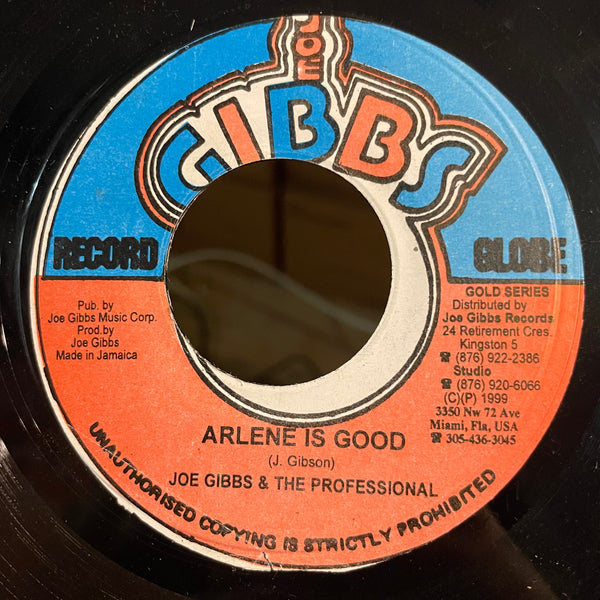 JOE
GIBBS
RECORD GLOBE
Pub. by
Joe Gibbs Music Corp.
Prod.by
Joe Gibbs
Made in Jamaica
GOLD SERIES
Distributed by
Joe Gibbs Records
24 Retirement Cres.
Kingston 5
☎ (876) 922-2386
Studio
☎ (876) 920-6066
(C)(P) 1999
3350 Nw 72 Ave
Miami, Fla, USA
☎ 305-436-3045
ARLENE IS GOOD
(J. Gibson)
JOE GIBBS & THE PROFESSIONAL
UNAUTHORISED COPYING IS STRICTLY PROHIBITED